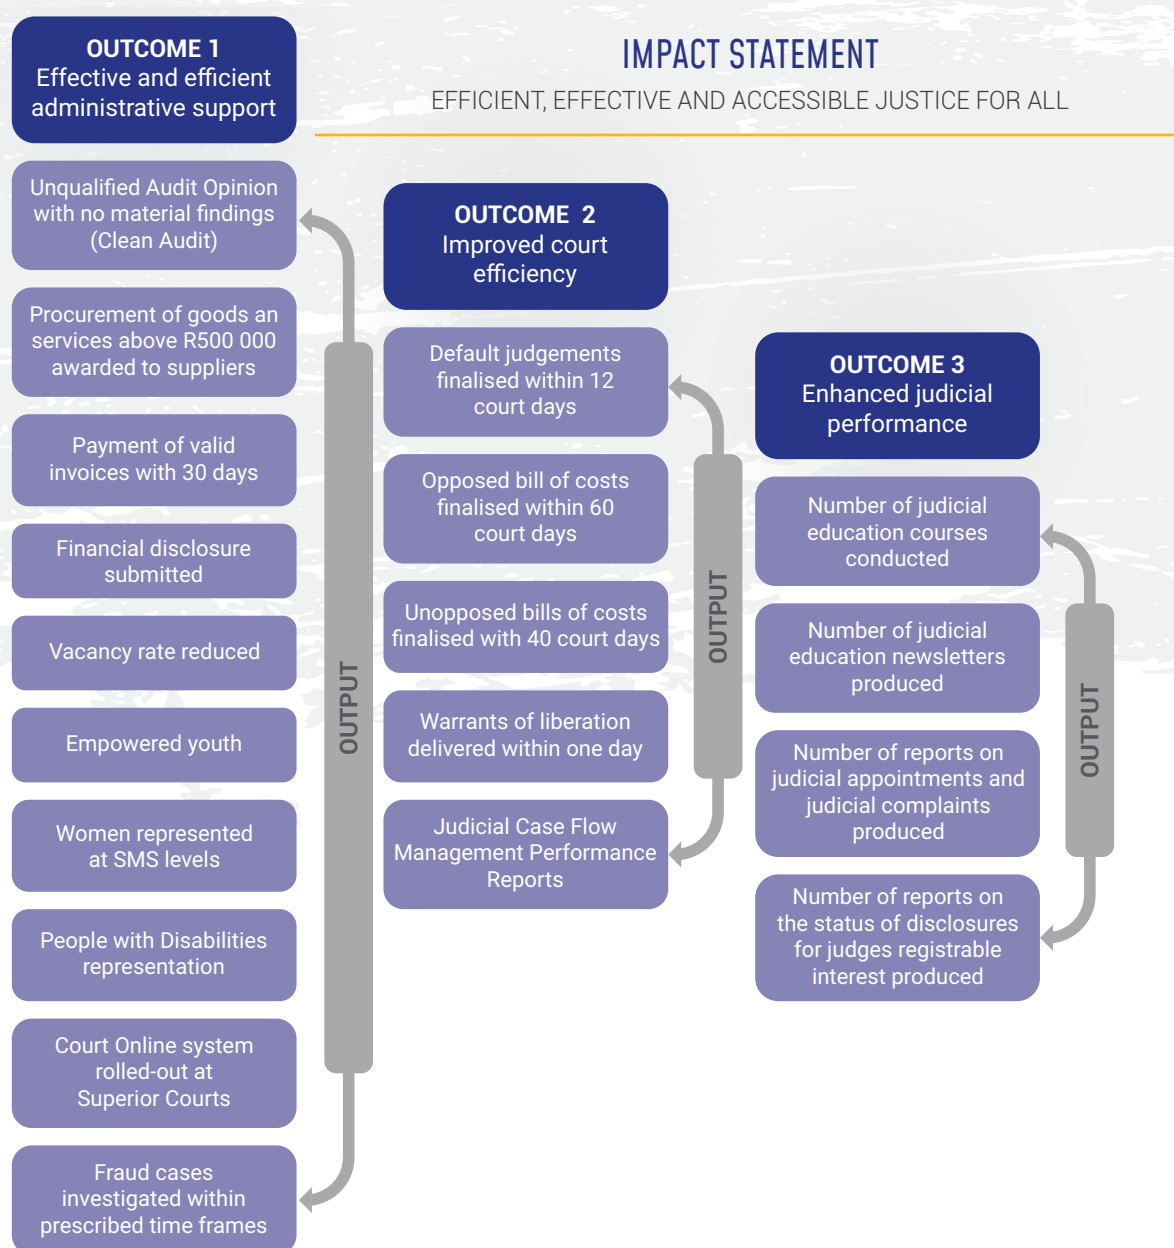 OUTCOME 1
Effective and efficient
administrative support
Unqualified Audit Opinion
with no material findings
(Clean Audit)
Procurement of goods an
services above R500 000
awarded to suppliers
Payment of valid
invoices with 30 days
Financial disclosure
submitted
Vacancy rate reduced
Empowered youth
Women represented
at SMS levels
People with Disabilities
representation
Court Online system
rolled-out at
Superior Courts
Fraud cases
investigated within
prescribed time frames
OUTPUT
IMPACT STATEMENT
EFFICIENT, EFFECTIVE AND ACCESSIBLE JUSTICE FOR ALL
OUTCOME 2
Improved court
efficiency
Default judgements
finalised within 12
court days
Opposed bill of costs
finalised within 60
court days
Unopposed bills of costs
finalised with 40 court days
Warrants of liberation
delivered within one day
Judicial Case Flow
Management Performance
Reports
OUTPUT
OUTCOME 3
Enhanced judicial
performance
Number of judicial
education courses
conducted
Number of judicial
education newsletters
produced
Number of reports on
judicial appointments and
judicial complaints
produced
Number of reports on
the status of disclosures
for judges registrable
interest produced
OUTPUT